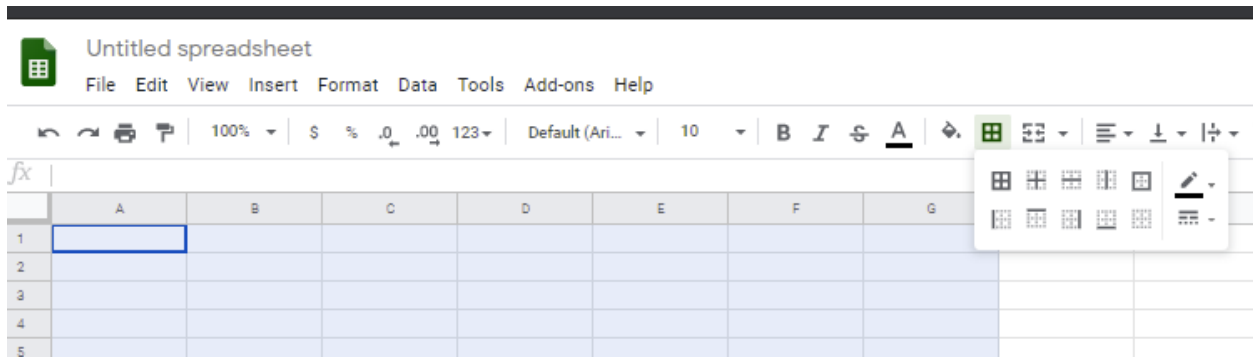 Untitled spreadsheet
File Edit View Insert Format Data Tools Add-ons Help
100% $ % .0 .00 123 Default (Ari... 10 B I S A
fx
A B C D E F G
1
2
3
4
5